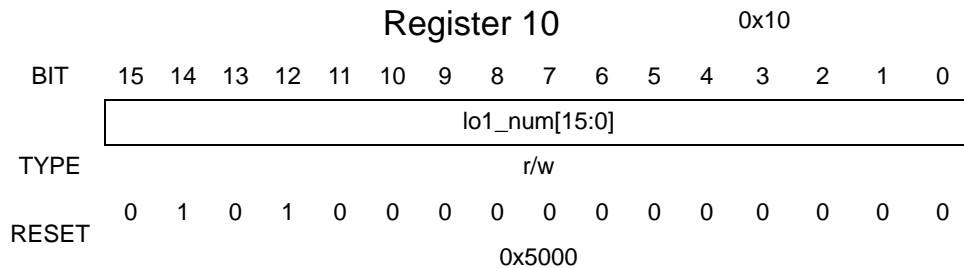 Register 10 0x10
BIT 15 14 13 12 11 10 9 8 7 6 5 4 3 2 1 0
lo1_num[15:0]
TYPE r/w
RESET 0 1 0 1 0 0 0 0 0 0 0 0 0 0 0 0
0x5000